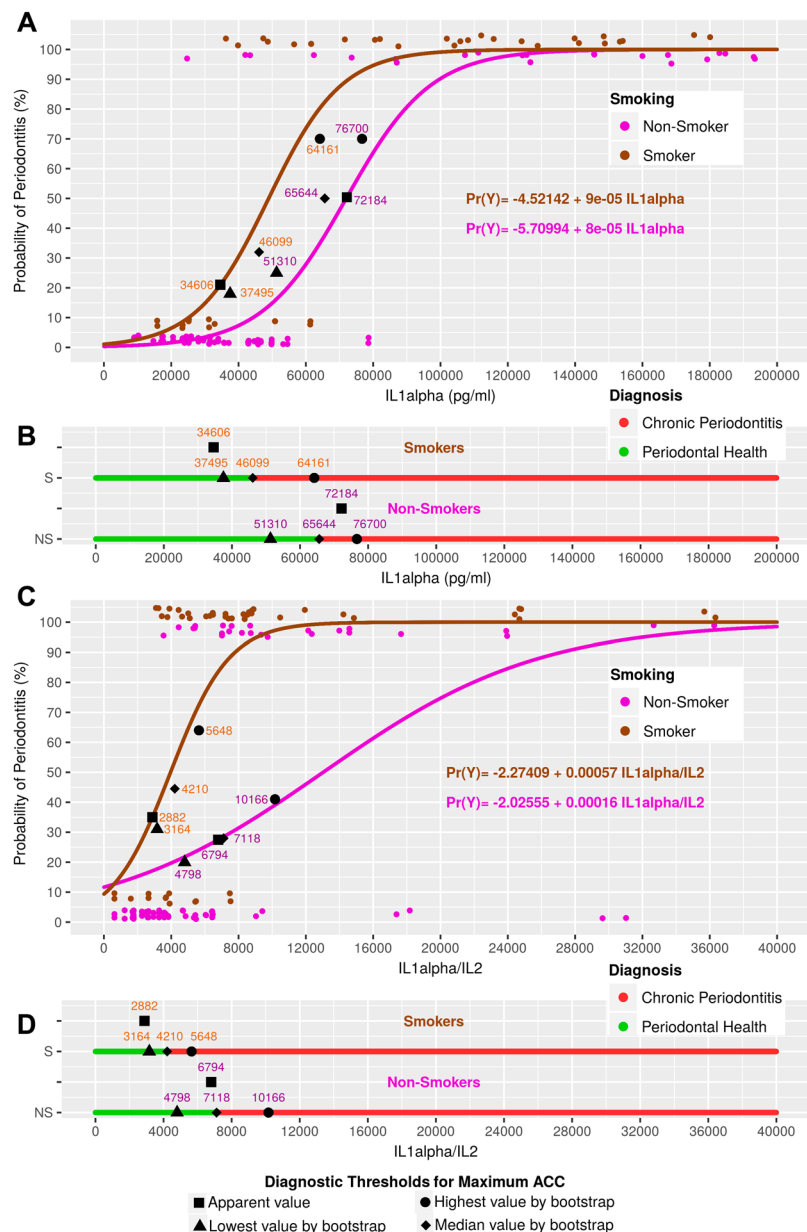 A
Probability of Periodontitis (%)
100
90
80
70
60
50
40
30
20
10
0
76700
64161
65644
72184
46099
51310
34606
37495
Smoking
Non-Smoker
Smoker
Pr(Y)= -4.52142 + 9e-05 IL1alpha
Pr(Y)= -5.70994 + 8e-05 IL1alpha
0 20000 40000 60000 80000 100000 120000 140000 160000 180000 200000
IL1alpha (pg/ml)
Diagnosis
Chronic Periodontitis
Periodontal Health
B
34606
Smokers
37495 46099 64161
S
72184
Non-Smokers
51310 65644 76700
NS
0 20000 40000 60000 80000 100000 120000 140000 160000 180000 200000
IL1alpha (pg/ml)
C
Probability of Periodontitis (%)
100
90
80
70
60
50
40
30
20
10
0
5648
4210
10166
2882
3164
7118
6794
4798
Smoking
Non-Smoker
Smoker
Pr(Y)= -2.27409 + 0.00057 IL1alpha/IL2
Pr(Y)= -2.02555 + 0.00016 IL1alpha/IL2
0 4000 8000 12000 16000 20000 24000 28000 32000 36000 40000
IL1alpha/IL2
Diagnosis
Chronic Periodontitis
Periodontal Health
D
2882
Smokers
3164 4210 5648
S
6794
Non-Smokers
4798 7118 10166
NS
0 4000 8000 12000 16000 20000 24000 28000 32000 36000 40000
IL1alpha/IL2
Diagnostic Thresholds for Maximum ACC
Apparent value
Highest value by bootstrap
Lowest value by bootstrap
Median value by bootstrap